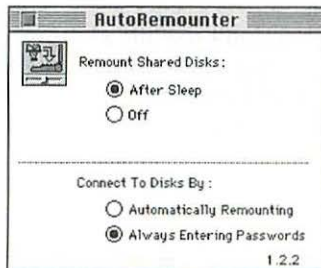 AutoRemounter
Remount Shared Disks:
After Sleep
Off
Connect To Disks By :
Automatically Remounting
Always Entering Passwords
1.2.2